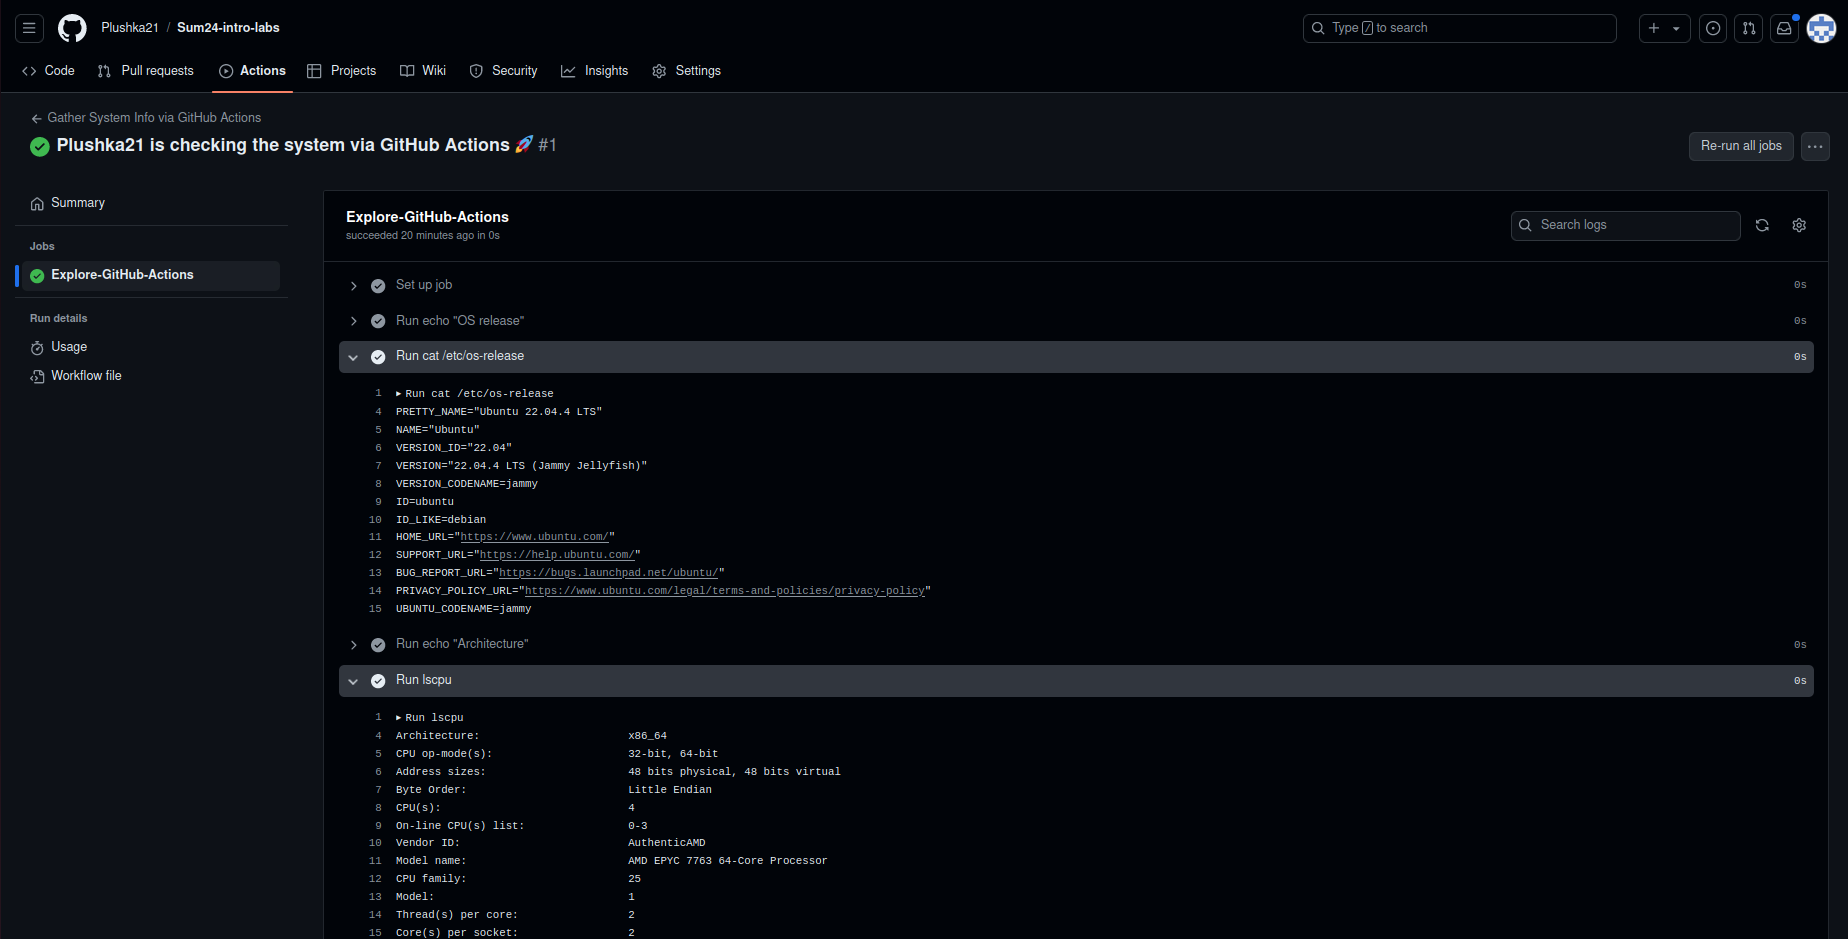 Plushka21 / Sum24-intro-labs
Type / to search
Code Pull requests Actions Projects Wiki Security Insights Settings
Gather System Info via GitHub Actions
Plushka21 is checking the system via GitHub Actions 🚀 #1
Re-run all jobs
Summary
Jobs
Explore-GitHub-Actions
Run details
Usage
Workflow file
Explore-GitHub-Actions
succeeded 20 minutes ago in 0s
Search logs
Set up job 0s
Run echo "OS release" 0s
Run cat /etc/os-release 0s
1 ▶ Run cat /etc/os-release
4 PRETTY_NAME="Ubuntu 22.04.4 LTS"
5 NAME="Ubuntu"
6 VERSION_ID="22.04"
7 VERSION="22.04.4 LTS (Jammy Jellyfish)"
8 VERSION_CODENAME=jammy
9 ID=ubuntu
10 ID_LIKE=debian
11 HOME_URL="https://www.ubuntu.com/"
12 SUPPORT_URL="https://help.ubuntu.com/"
13 BUG_REPORT_URL="https://bugs.launchpad.net/ubuntu/"
14 PRIVACY_POLICY_URL="https://www.ubuntu.com/legal/terms-and-policies/privacy-policy"
15 UBUNTU_CODENAME=jammy
Run echo "Architecture" 0s
Run lscpu 0s
1 ▶ Run lscpu
4 Architecture: x86_64
5 CPU op-mode(s): 32-bit, 64-bit
6 Address sizes: 48 bits physical, 48 bits virtual
7 Byte Order: Little Endian
8 CPU(s): 4
9 On-line CPU(s) list: 0-3
10 Vendor ID: AuthenticAMD
11 Model name: AMD EPYC 7763 64-Core Processor
12 CPU family: 25
13 Model: 1
14 Thread(s) per core: 2
15 Core(s) per socket: 2